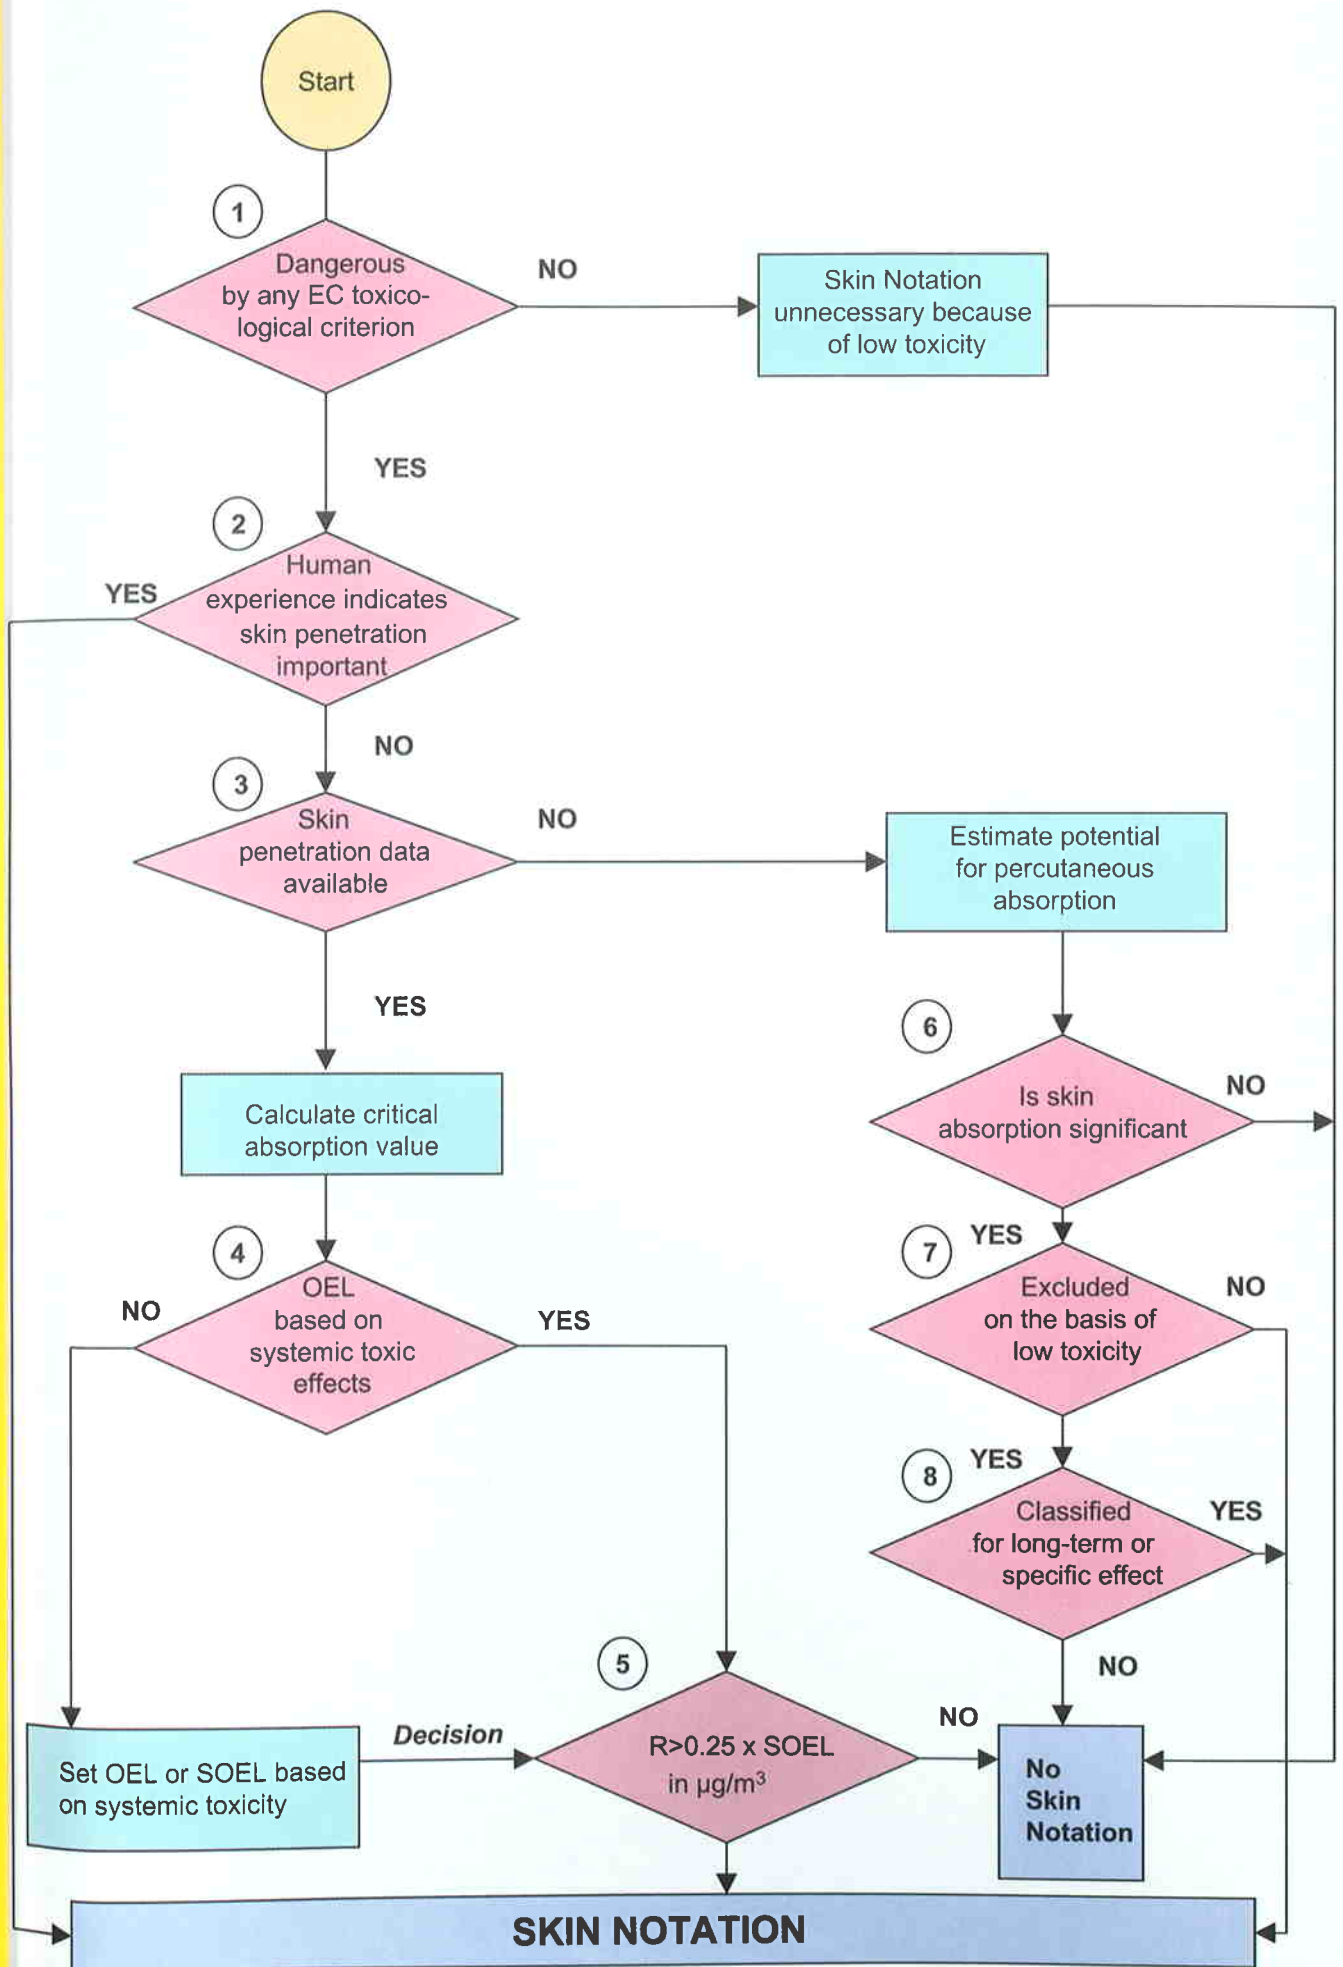 Start
1
Dangerous
by any EC toxico-
logical criterion
NO
Skin Notation
unnecessary because
of low toxicity
YES
2
Human
experience indicates
skin penetration
important
YES
NO
3
Skin
penetration data
available
NO
Estimate potential
for percutaneous
absorption
YES
Calculate critical
absorption value
6
Is skin
absorption significant
NO
YES
4
OEL
based on
systemic toxic
effects
NO
YES
7
Excluded
on the basis of
low toxicity
NO
YES
8
Classified
for long-term or
specific effect
YES
NO
5
R>0.25 x SOEL
in µg/m³
NO
Decision
Set OEL or SOEL based
on systemic toxicity
No
Skin
Notation
SKIN NOTATION